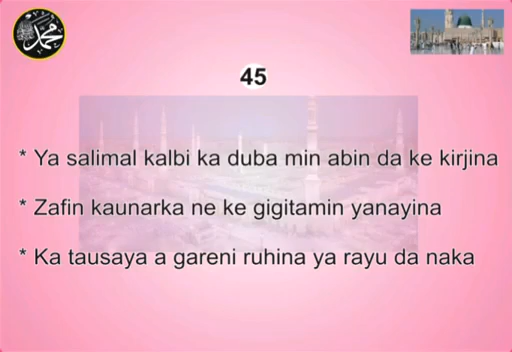 محمد
45
* Ya salimal kalbi ka duba min abin da ke kirjina
* Zafin kaunarka ne ke gigitamin yanayina
* Ka tausaya a gareni ruhina ya rayu da naka